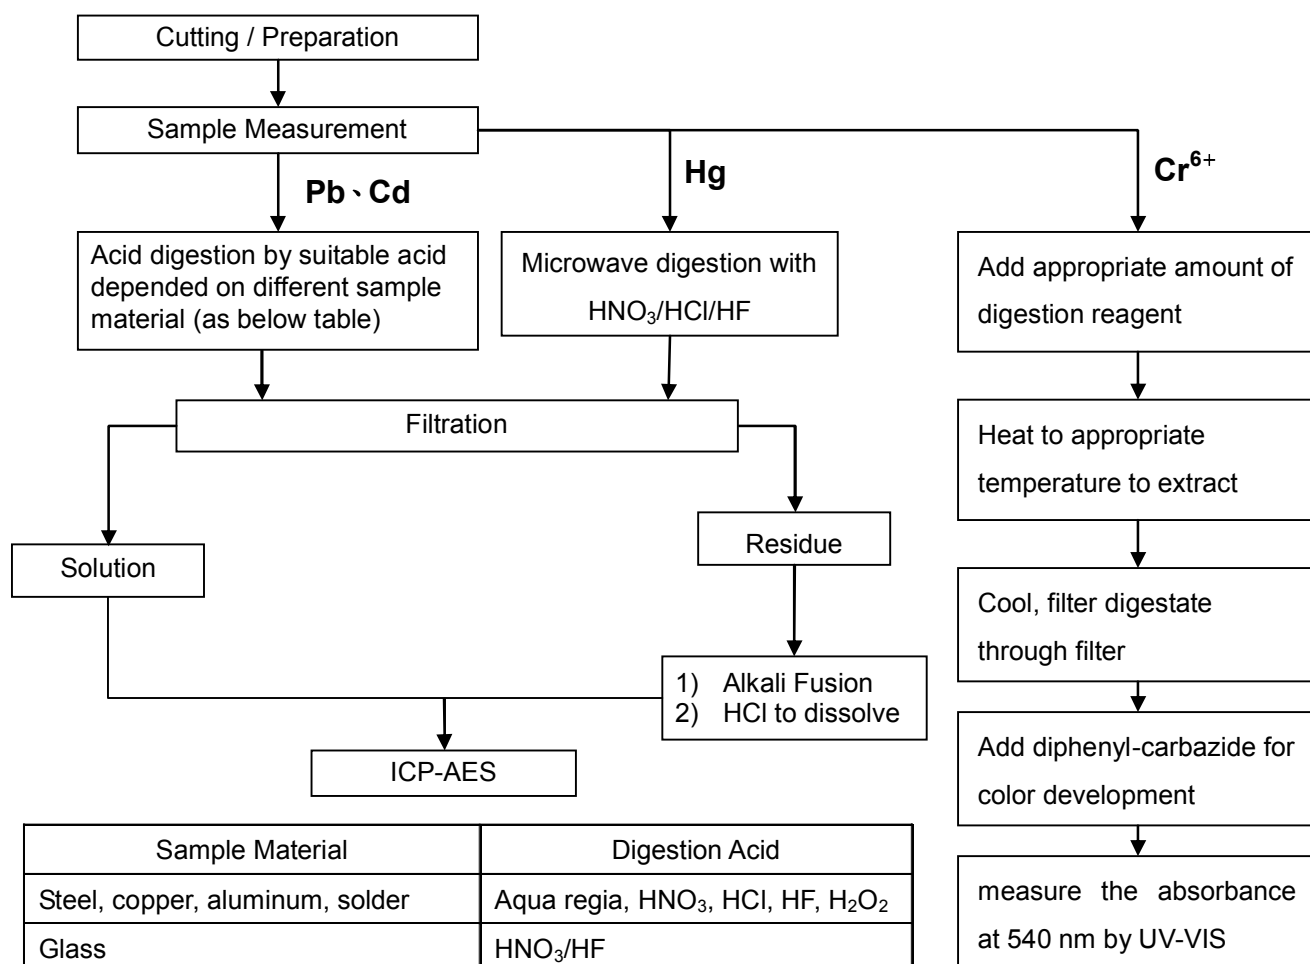 Cutting / Preparation
Sample Measurement
Pb、Cd
Hg
Cr⁶⁺
Acid digestion by suitable acid
depended on different sample
material (as below table)
Microwave digestion with
HNO₃/HCl/HF
Add appropriate amount of
digestion reagent
Filtration
Heat to appropriate
temperature to extract
Solution
Residue
Cool, filter digestate
through filter
1) Alkali Fusion
2) HCl to dissolve
ICP-AES
Add diphenyl-carbazide for
color development
measure the absorbance
at 540 nm by UV-VIS
Sample Material Digestion Acid
Steel, copper, aluminum, solder Aqua regia, HNO₃, HCl, HF, H₂O₂
Glass HNO₃/HF